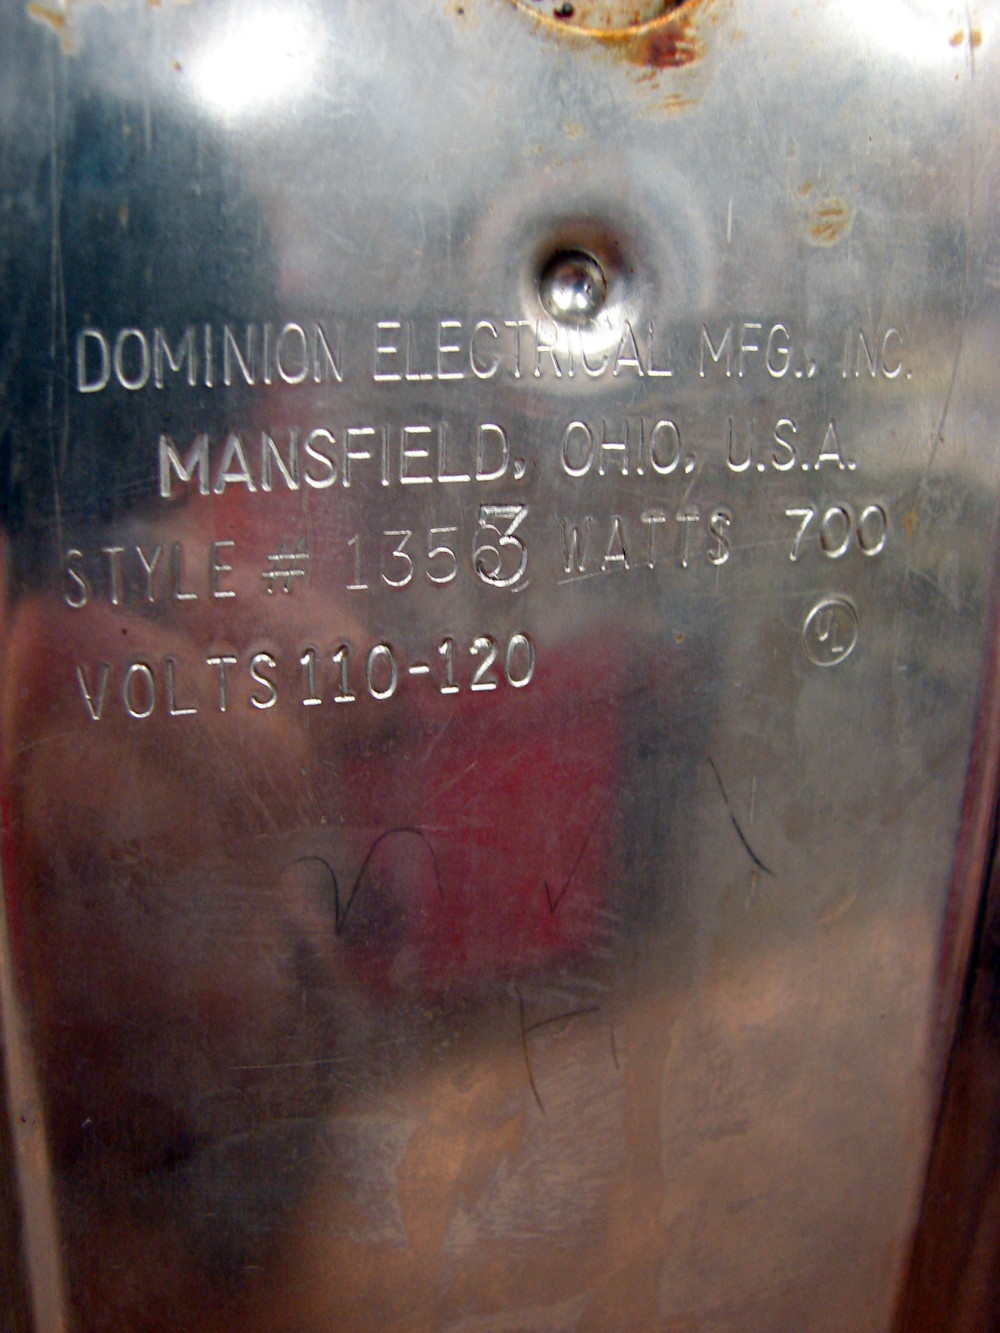 DOMINION ELECTRICAL MFG., INC.
MANSFIELD, OHIO, U.S.A.
STYLE # 1353 WATTS 700
VOLTS 110-120
UL